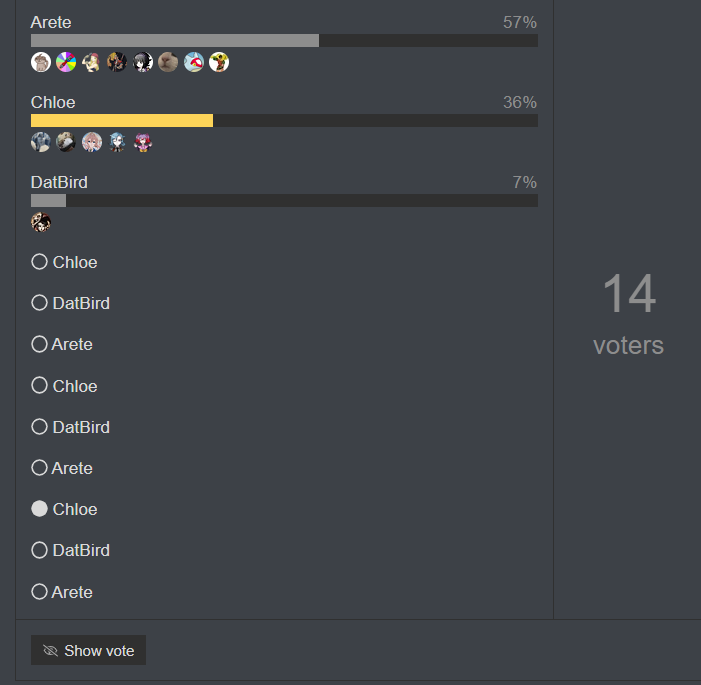 Arete 57%
Chloe 36%
DatBird 7%
Chloe
DatBird
Arete
Chloe
DatBird
Arete
Chloe
DatBird
Arete
14
voters
Show vote